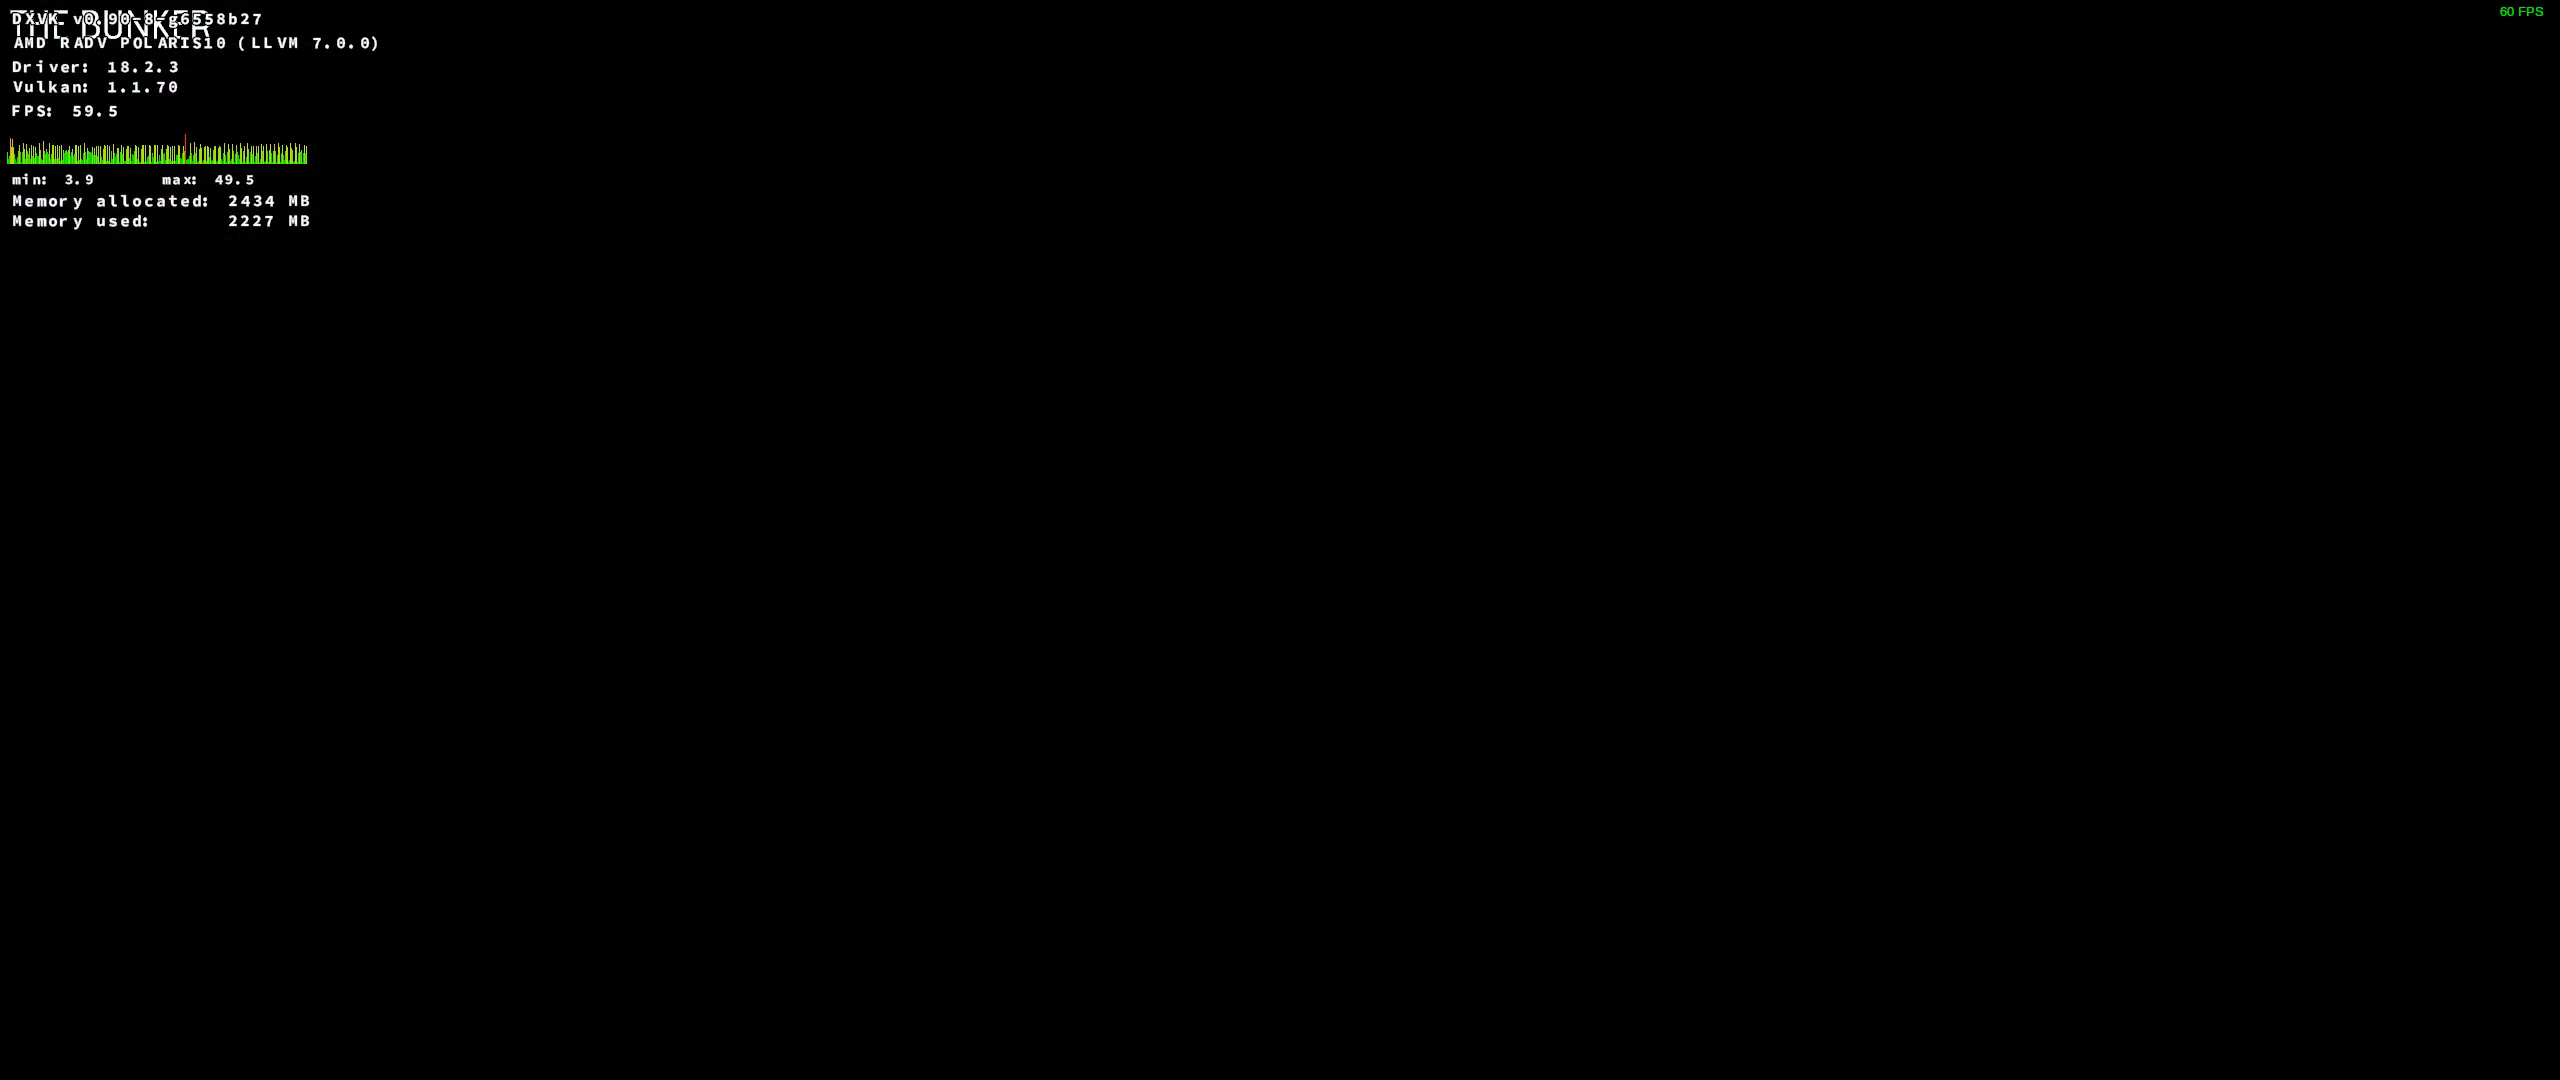 DXVK v0.90-8-g6558b27
THE BUNKER
AMD RADV POLARIS10 (LLVM 7.0.0)
Driver: 18.2.3
Vulkan: 1.1.70
FPS: 59.5
min: 3.9 max: 49.5
Memory allocated: 2434 MB
Memory used: 2227 MB
60 FPS